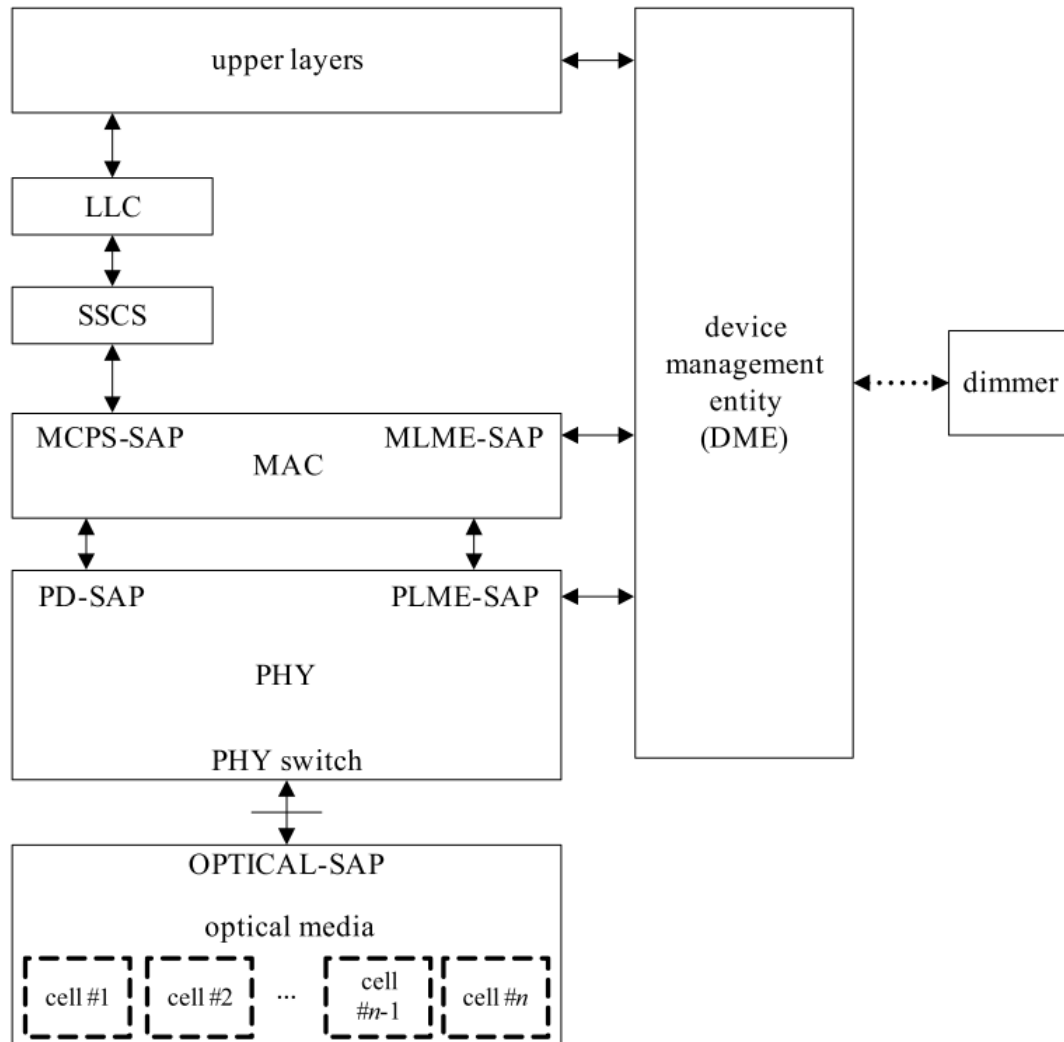 upper layers
LLC
SSCS
device
management
entity
(DME)
dimmer
MCPS-SAP MLME-SAP
MAC
PD-SAP PLME-SAP
PHY
PHY switch
OPTICAL-SAP
optical media
cell #1 cell #2 ... cell
#n-1 cell #n